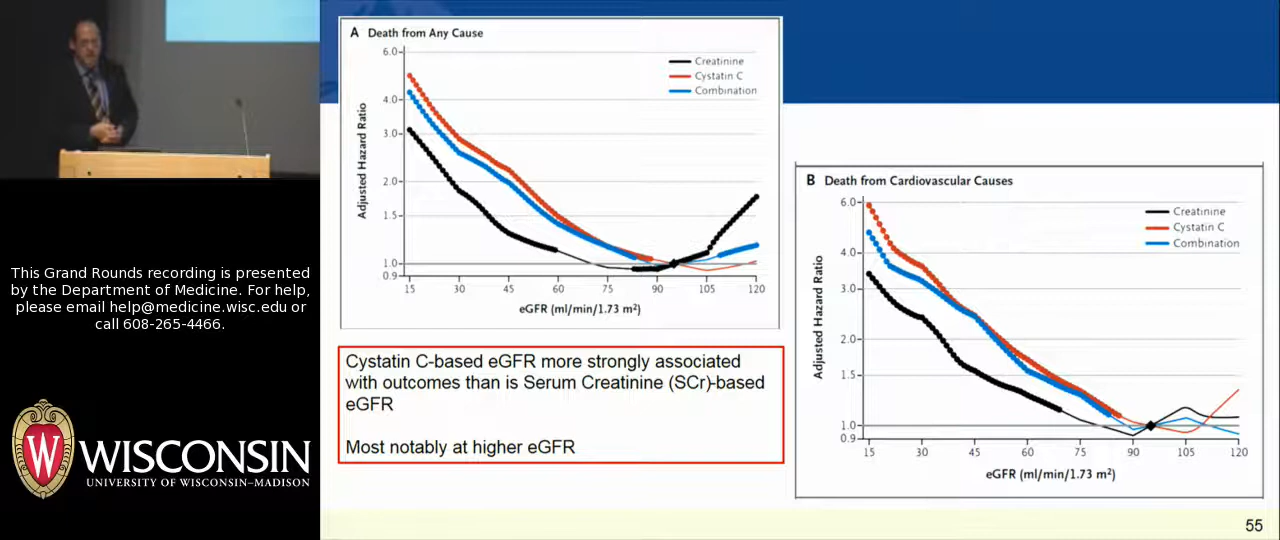 This Grand Rounds recording is presented
by the Department of Medicine. For help,
please email help@medicine.wisc.edu or
call 608-265-4466.
W
WISCONSIN
UNIVERSITY OF WISCONSIN–MADISON
A Death from Any Cause
Creatinine
Cystatin C
Combination
Adjusted Hazard Ratio
6.0
4.0
3.0
2.0
1.5
1.0
0.9
15 30 45 60 75 90 105 120
eGFR (ml/min/1.73 m²)
Cystatin C-based eGFR more strongly associated
with outcomes than is Serum Creatinine (SCr)-based
eGFR
Most notably at higher eGFR
B Death from Cardiovascular Causes
Creatinine
Cystatin C
Combination
Adjusted Hazard Ratio
6.0
4.0
3.0
2.0
1.5
1.0
0.9
15 30 45 60 75 90 105 120
eGFR (ml/min/1.73 m²)
55